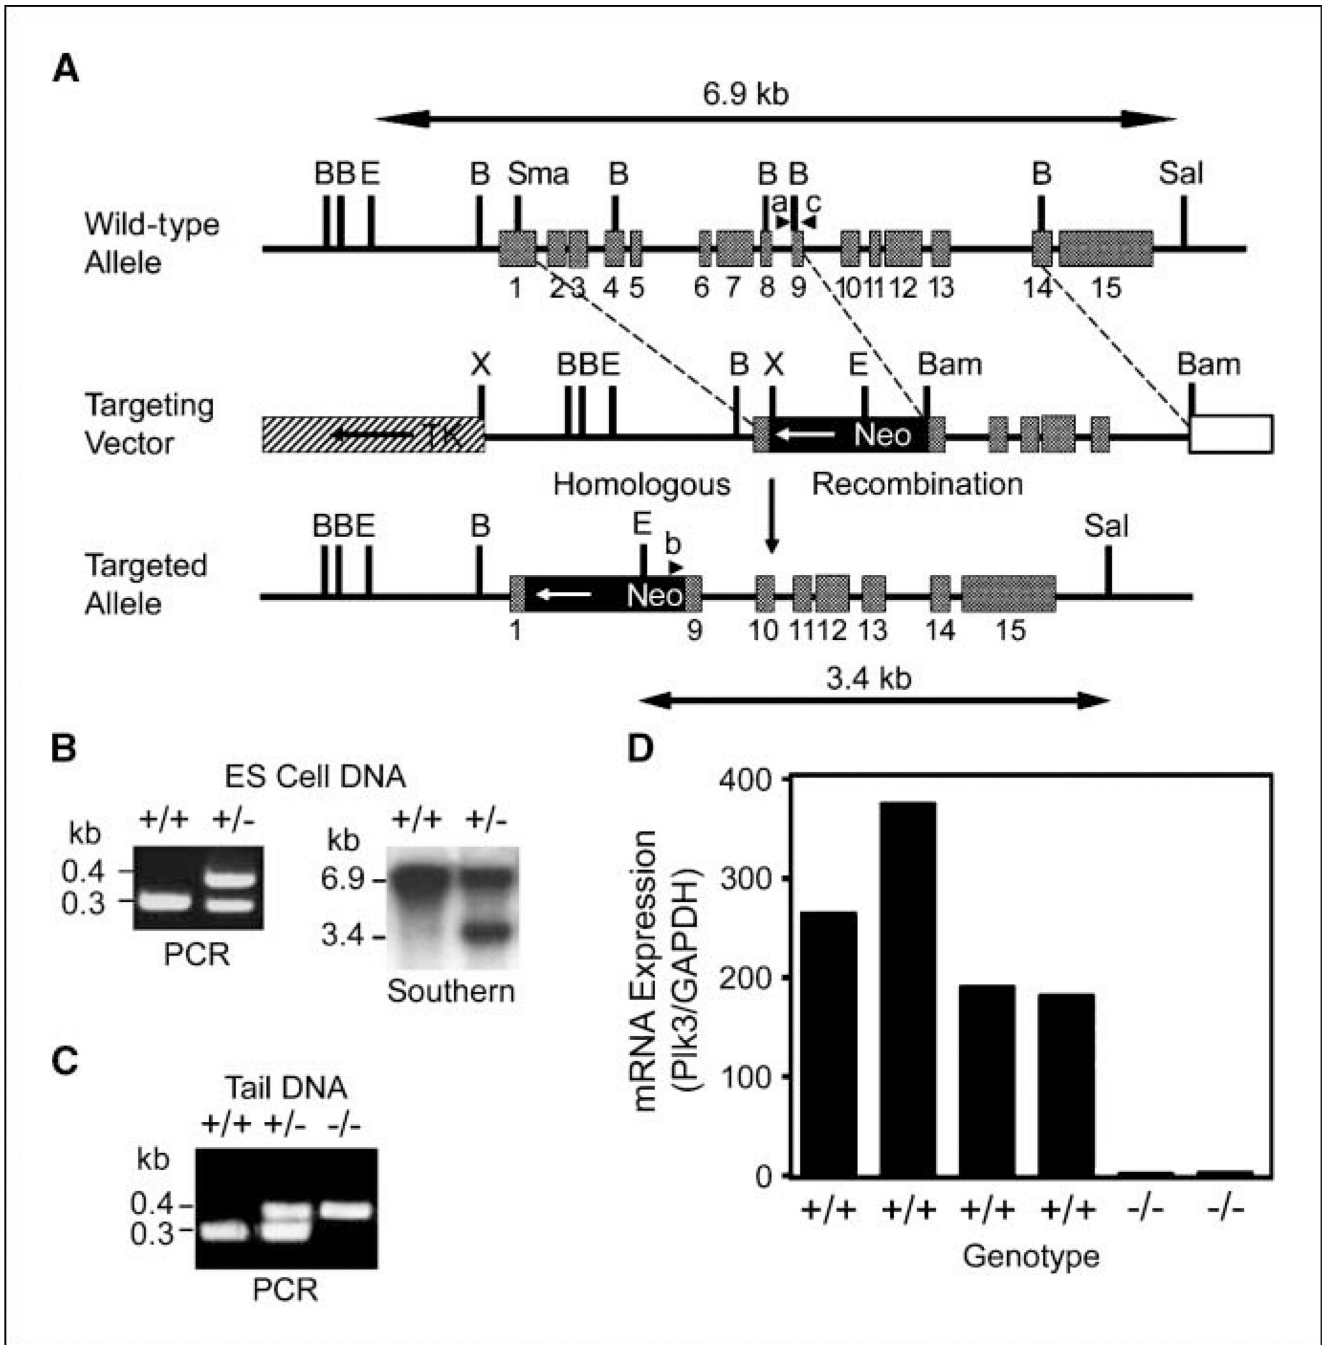 A
6.9 kb
BB E B Sma B B B B Sal
a c
Wild-type
Allele
1 2 3 4 5 6 7 8 9 10 11 12 13 14 15
X BBE B X E Bam Bam
Targeting
Vector
TK Neo
Homologous Recombination
BBE B E Sal
b
Targeted
Allele
Neo
1 9 10 11 12 13 14 15
3.4 kb
B
ES Cell DNA
+/+ +/-
kb
0.4
0.3
PCR
+/+ +/-
kb
6.9
3.4
Southern
C
Tail DNA
+/+ +/- -/-
kb
0.4
0.3
PCR
D
mRNA Expression
(Plk3/GAPDH)
400
300
200
100
0
+/+ +/+ +/+ +/+ -/- -/-
Genotype